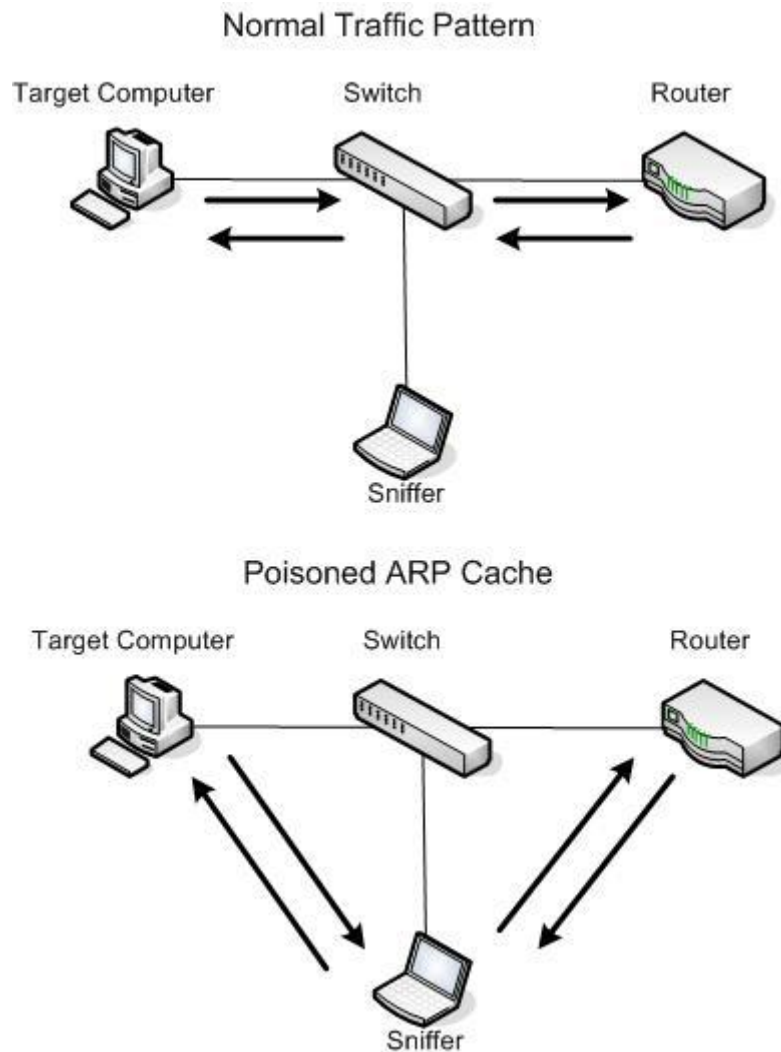 Normal Traffic Pattern
Target Computer Switch Router
Sniffer
Poisoned ARP Cache
Target Computer Switch Router
Sniffer